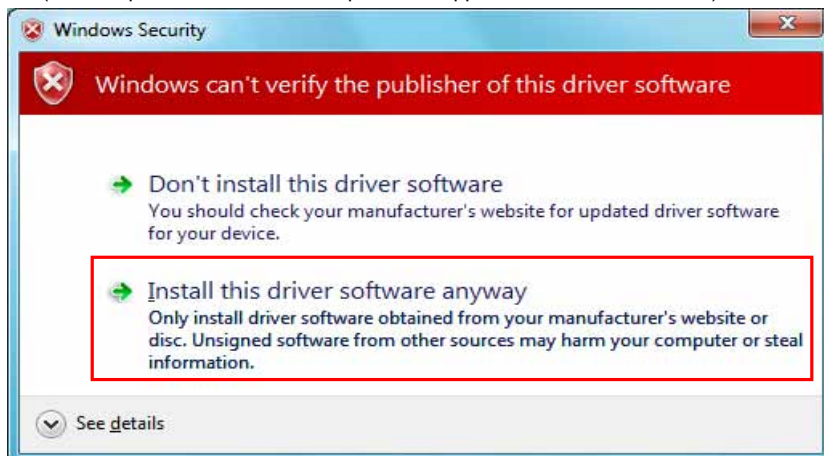 Windows Security
Windows can't verify the publisher of this driver software
Don't install this driver software
You should check your manufacturer's website for updated driver software
for your device.
Install this driver software anyway
Only install driver software obtained from your manufacturer's website or
disc. Unsigned software from other sources may harm your computer or steal
information.
See details